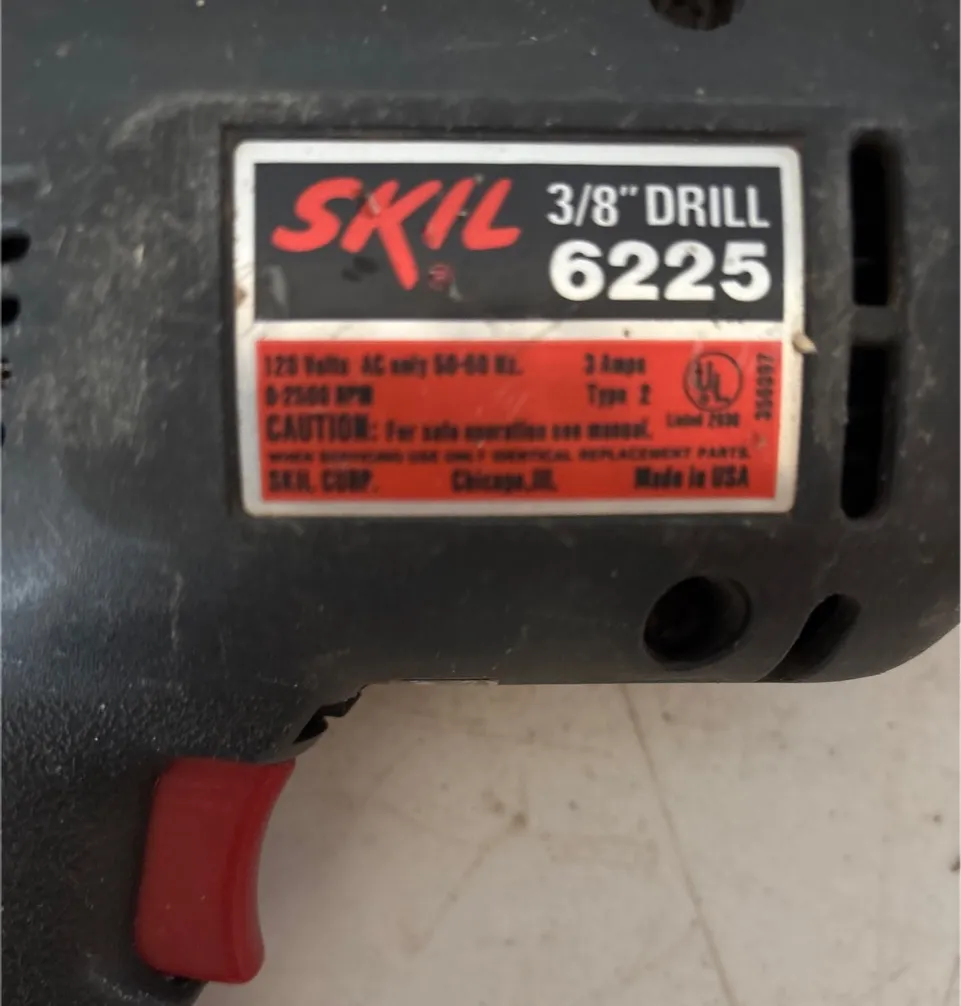 SKIL
®
3/8" DRILL
6225
120 Volts AC only 50-60 Hz.
3 Amps
0-2500 RPM
Type 2
UL
CAUTION: For safe operation see manual.
WHEN SERVICING USE ONLY IDENTICAL REPLACEMENT PARTS.
SKIL CORP. Chicago, Ill. Made in USA